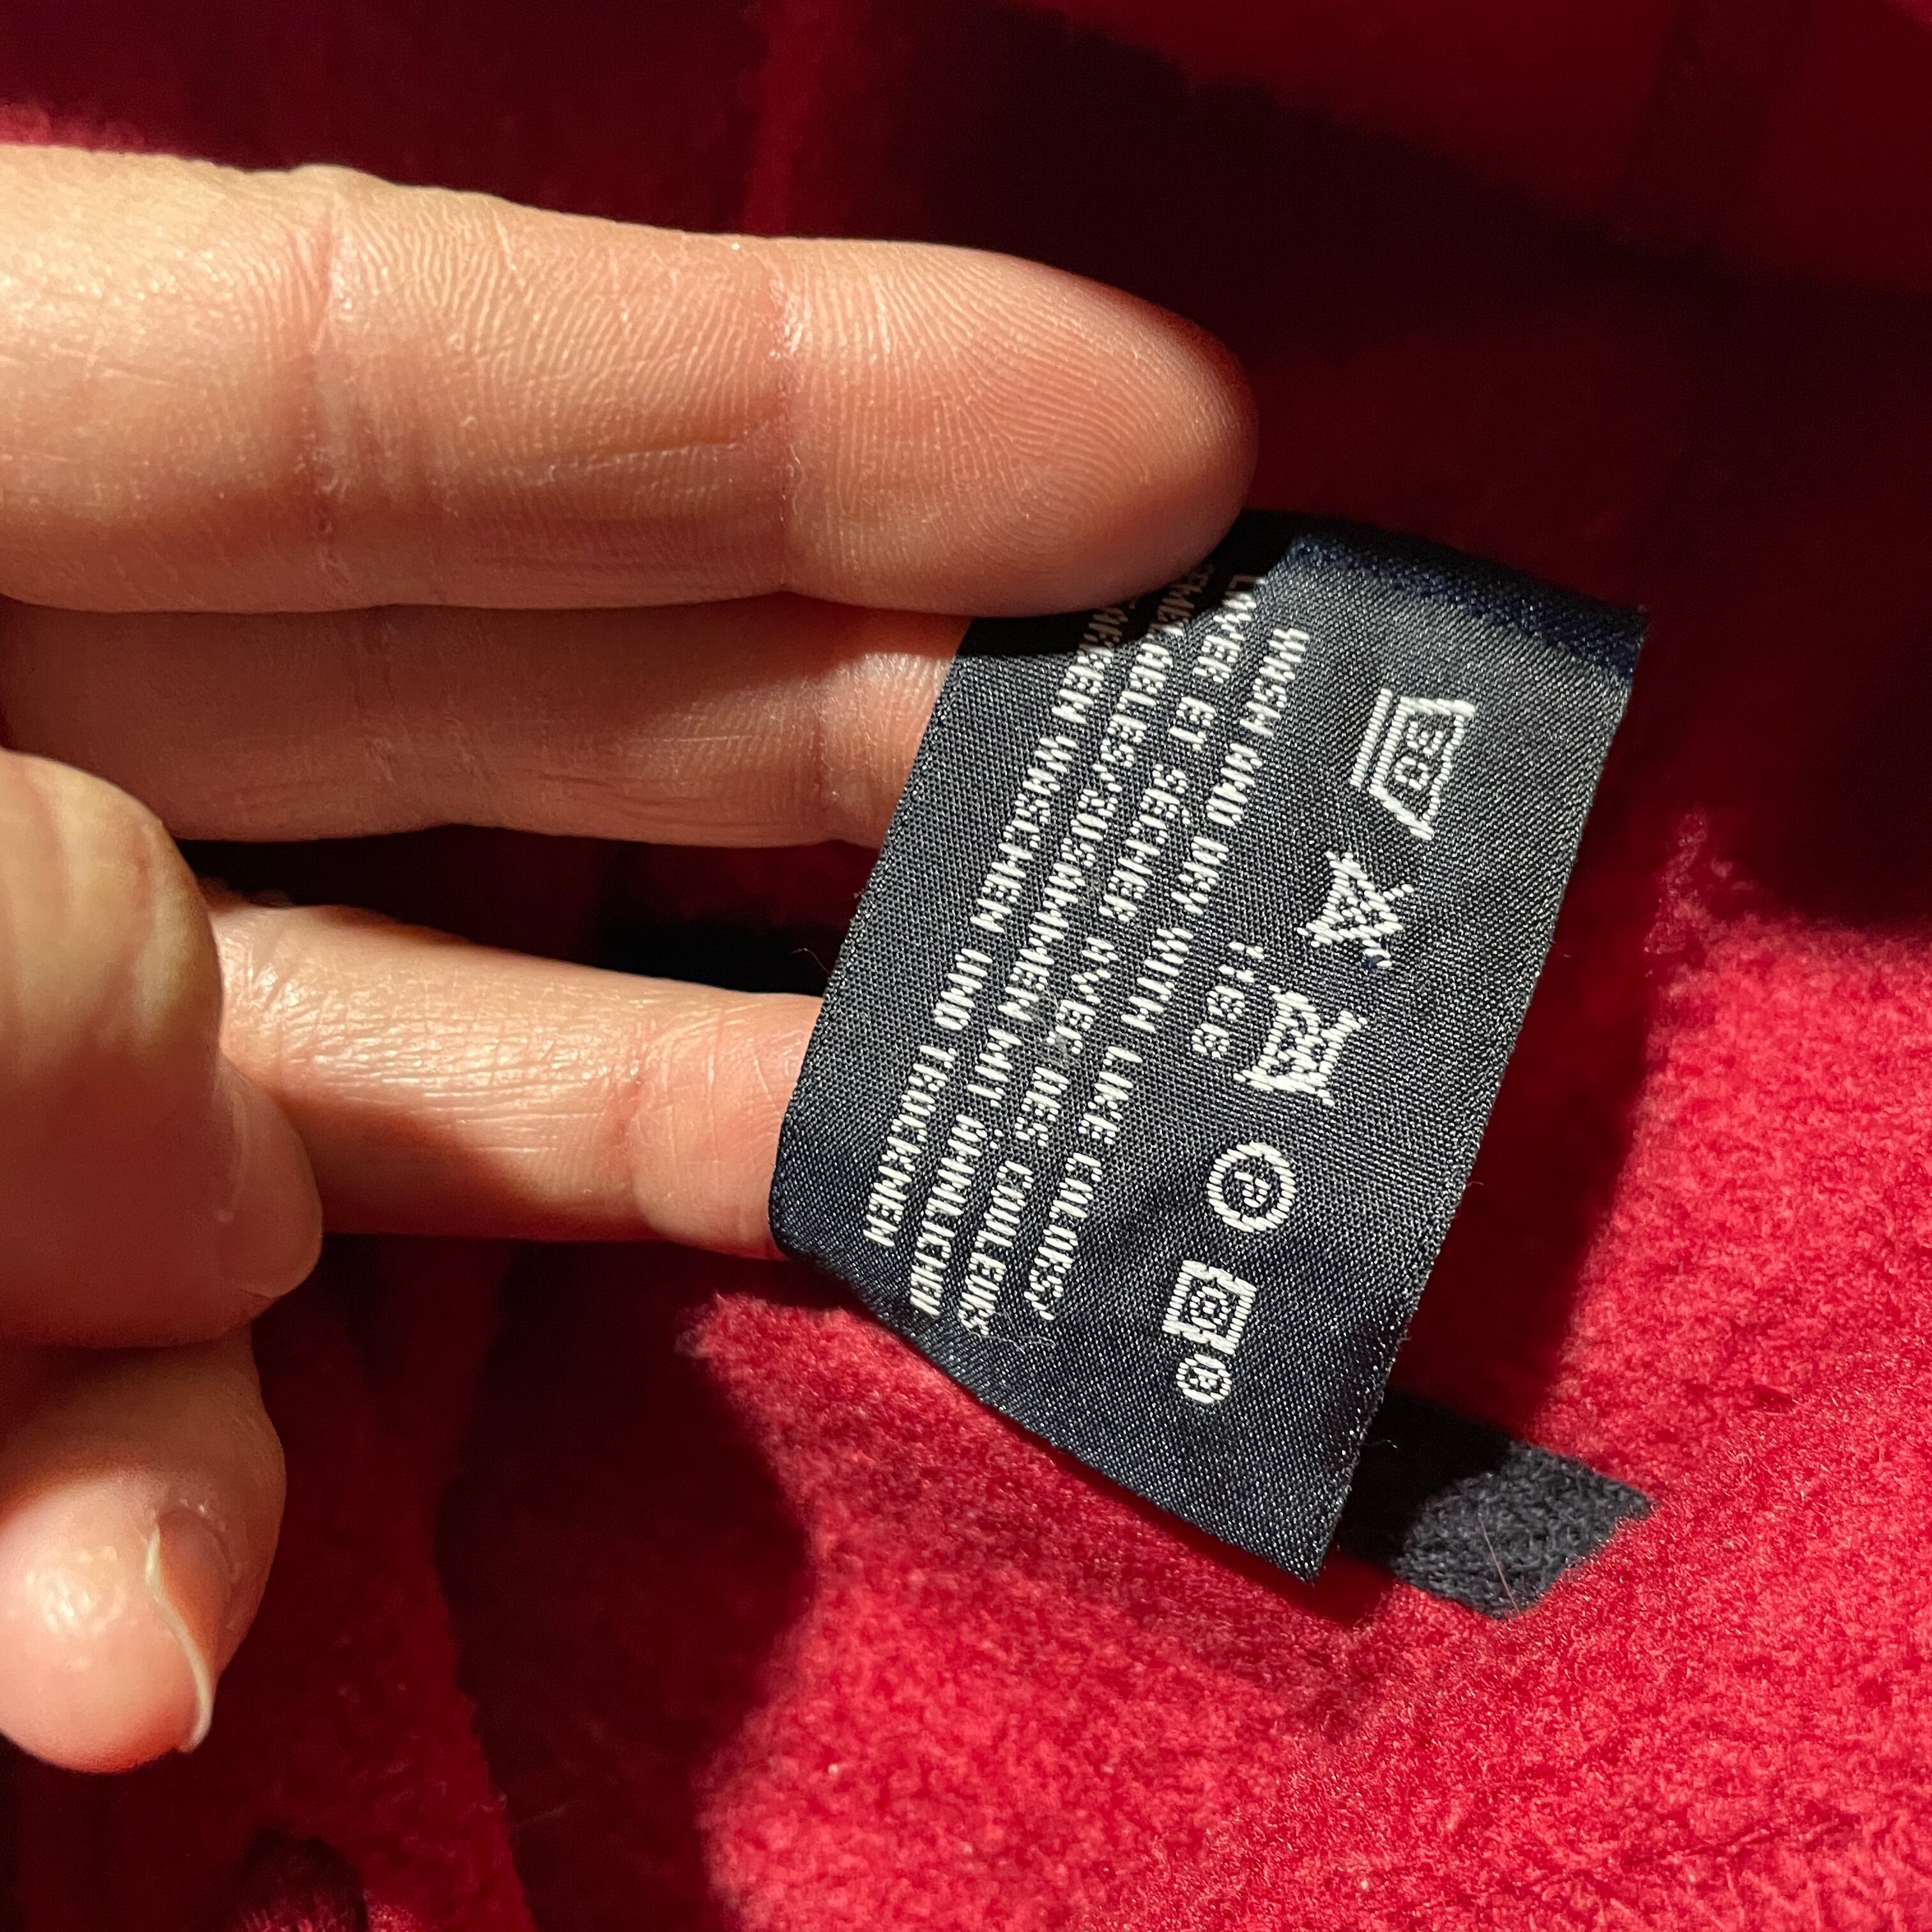 30
P
WASH AND DRY WITH LIKE COLORS/
LAVER ET SÉCHER AVEC DES COULEURS
SEMBLABLES/ZUSAMMEN MIT ÄHNLICHEN
FARBEN WASCHEN UND TROCKNEN